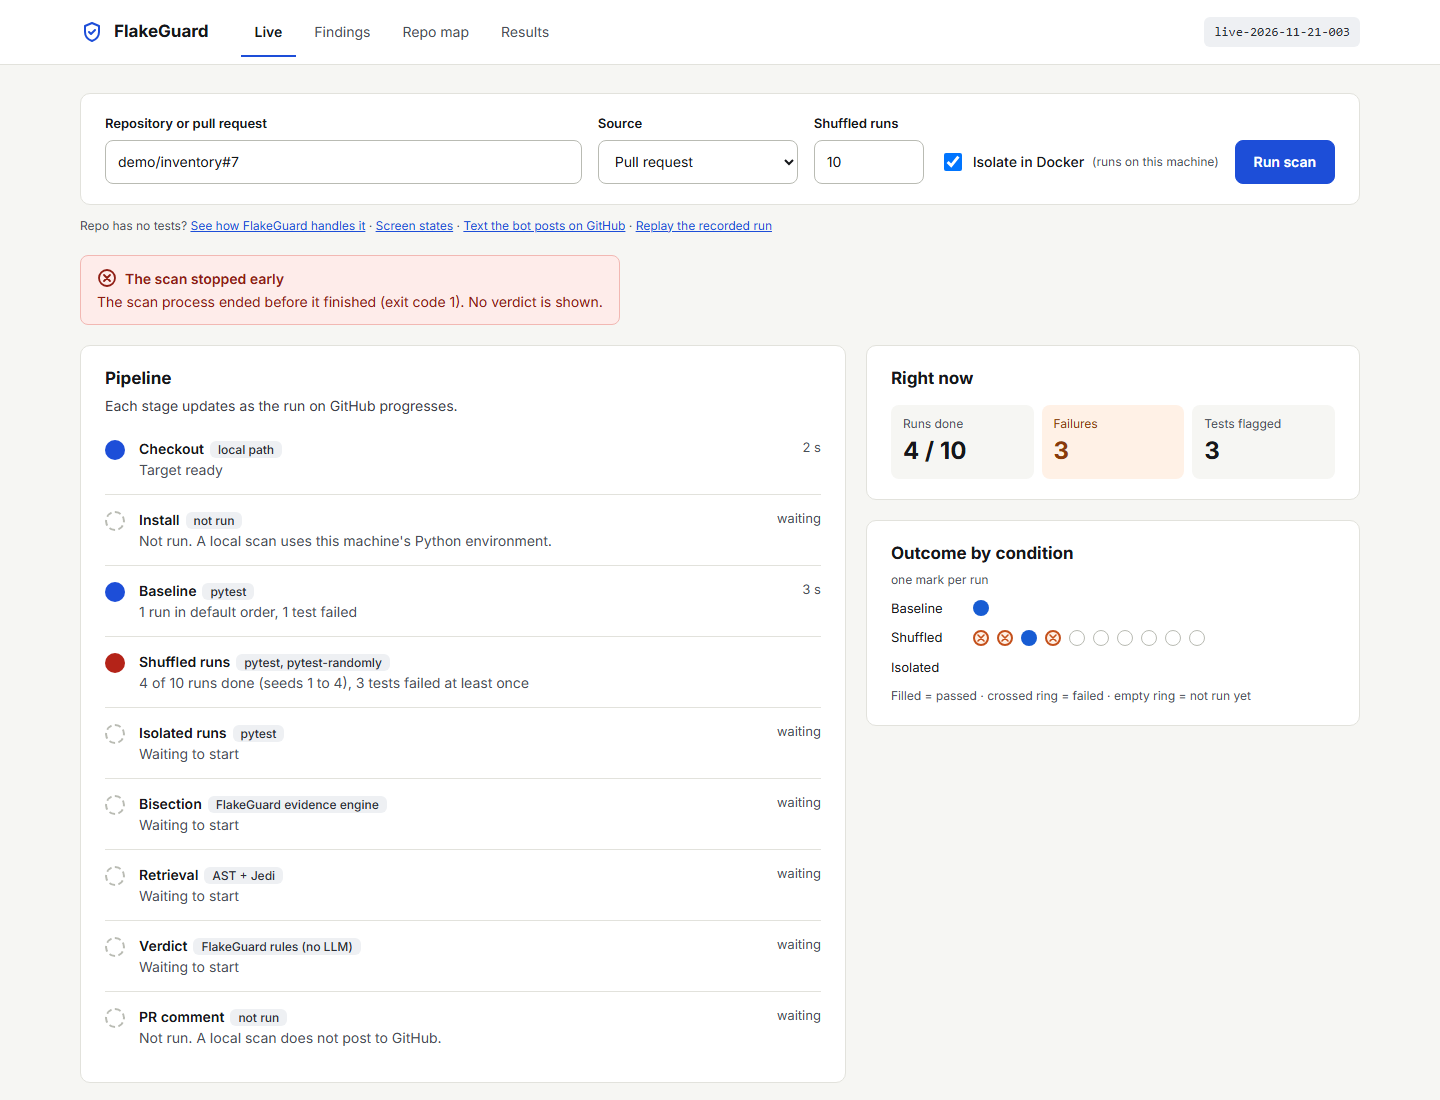 FlakeGuard
Live
Findings
Repo map
Results
live-2026-11-21-003
Repository or pull request
demo/inventory#7
Source
Pull request
Shuffled runs
10
Isolate in Docker (runs on this machine)
Run scan
Repo has no tests? See how FlakeGuard handles it · Screen states · Text the bot posts on GitHub · Replay the recorded run
The scan stopped early
The scan process ended before it finished (exit code 1). No verdict is shown.
Pipeline
Each stage updates as the run on GitHub progresses.
Checkout local path 2 s
Target ready
Install not run waiting
Not run. A local scan uses this machine's Python environment.
Baseline pytest 3 s
1 run in default order, 1 test failed
Shuffled runs pytest, pytest-randomly
4 of 10 runs done (seeds 1 to 4), 3 tests failed at least once
Isolated runs pytest waiting
Waiting to start
Bisection FlakeGuard evidence engine waiting
Waiting to start
Retrieval AST + Jedi waiting
Waiting to start
Verdict FlakeGuard rules (no LLM) waiting
Waiting to start
PR comment not run waiting
Not run. A local scan does not post to GitHub.
Right now
Runs done
4 / 10
Failures
3
Tests flagged
3
Outcome by condition
one mark per run
Baseline
Shuffled
Isolated
Filled = passed · crossed ring = failed · empty ring = not run yet